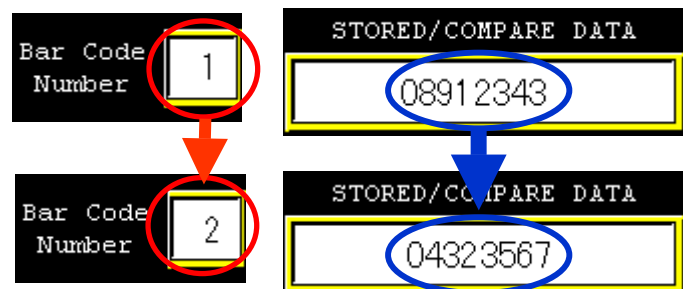 Bar Code
Number
1
STORED/COMPARE DATA
08912343
Bar Code
Number
2
STORED/COMPARE DATA
04323567